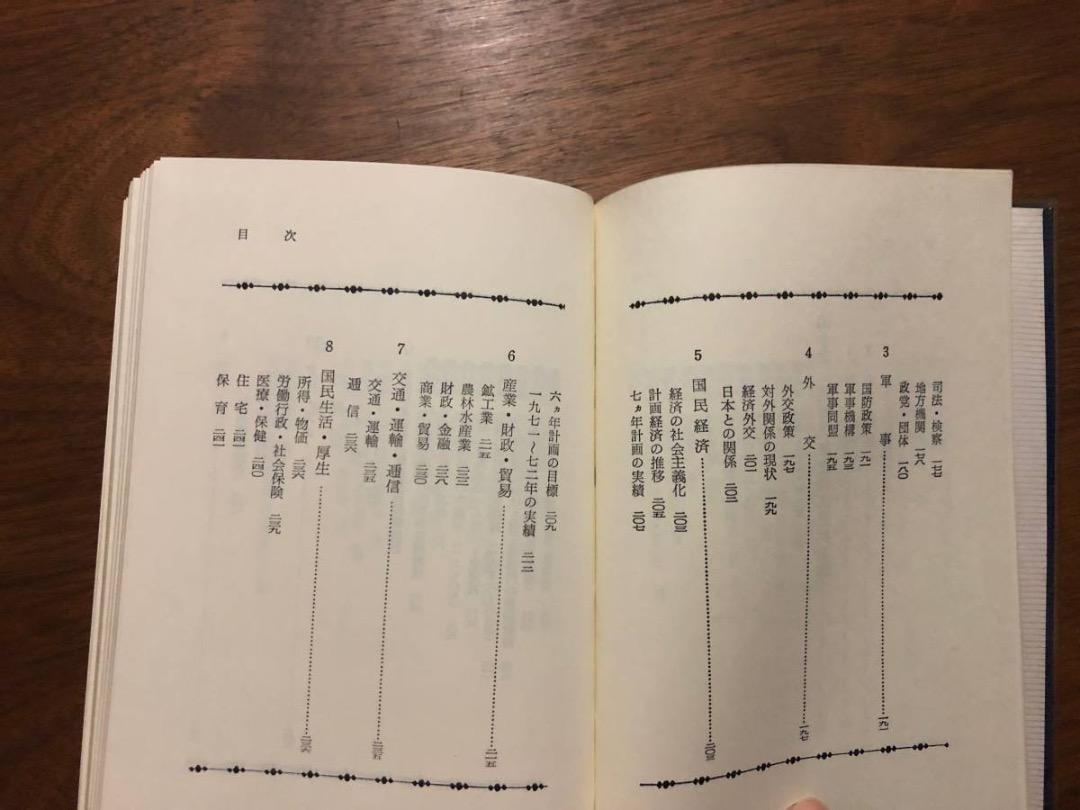 司法・検察 一七七
地方機関 一七八
政党・団体 一八〇
3 軍事 一九一
国防政策 一九一
軍事機構 一九三
軍事同盟 一九五
4 外交 一九七
外交政策 一九七
対外関係の現状 一九九
経済外交 二〇一
日本との関係 二〇二
5 国民経済 二〇三
経済の社会主義化 二〇三
計画経済の推移 二〇五
七ヵ年計画の実績 二〇七
目次
六ヵ年計画の目標 二〇九
一九七一〜七二年の実績 二一二
6 産業・財政・貿易 二一五
鉱工業 二一五
農林水産業
財政・金融 二二八
商業・貿易 二三〇
7 交通・運輸・逓信 二三五
交通・運輸 二三五
逓信 二三六
8 国民生活・厚生 二三六
所得・物価 二三六
労働行政・社会保険 二三九
医療・保健 二四〇
住宅 二四一
保育 二四一